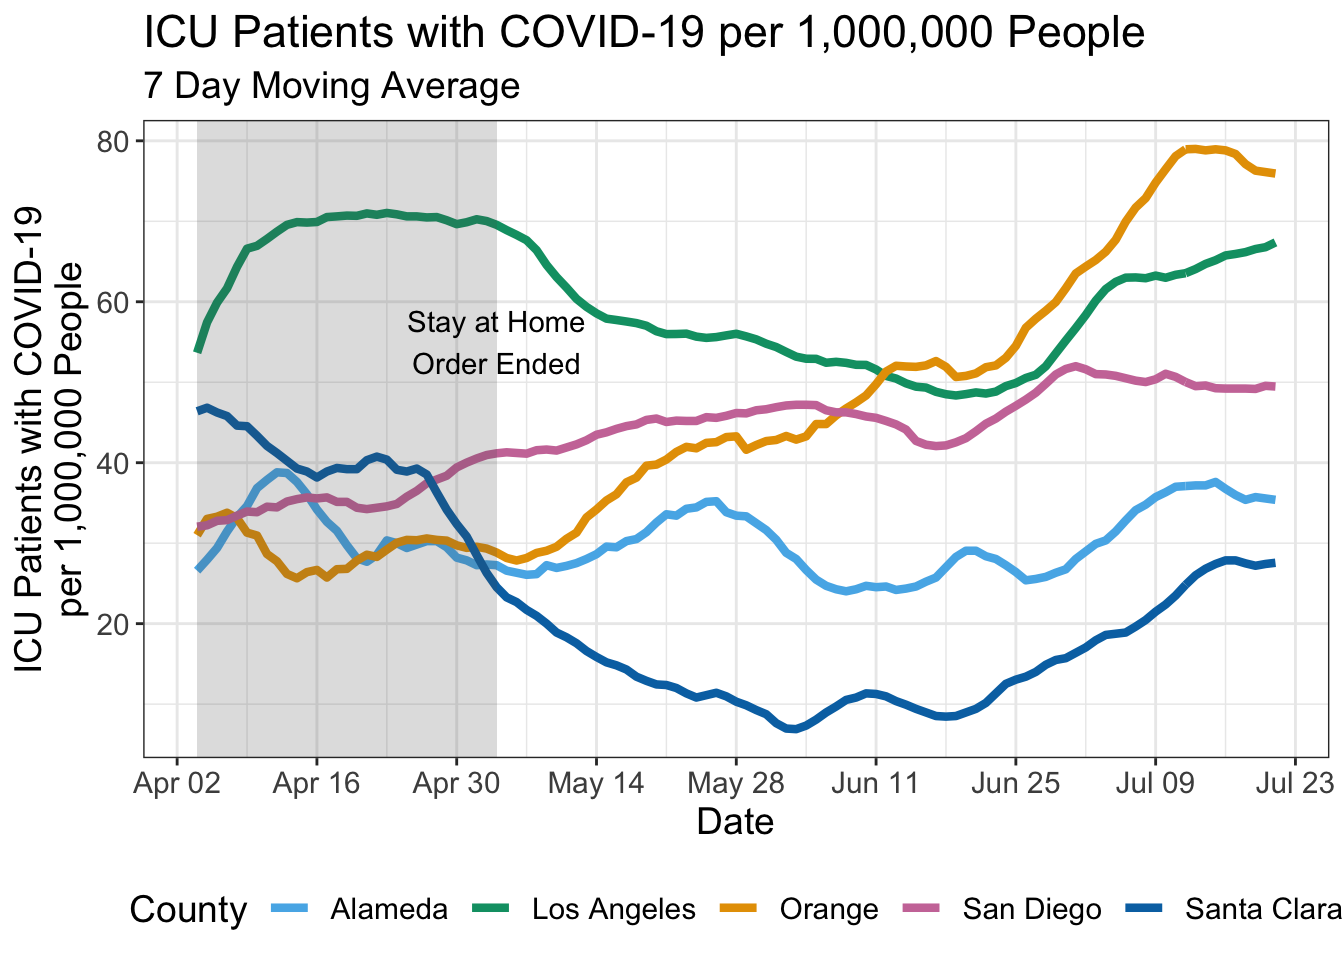 ICU Patients with COVID-19 per 1,000,000 People
7 Day Moving Average
ICU Patients with COVID-19
per 1,000,000 People
80
60
40
20
Stay at Home
Order Ended
Apr 02 Apr 16 Apr 30 May 14 May 28 Jun 11 Jun 25 Jul 09 Jul 23
Date
County Alameda Los Angeles Orange San Diego Santa Clara